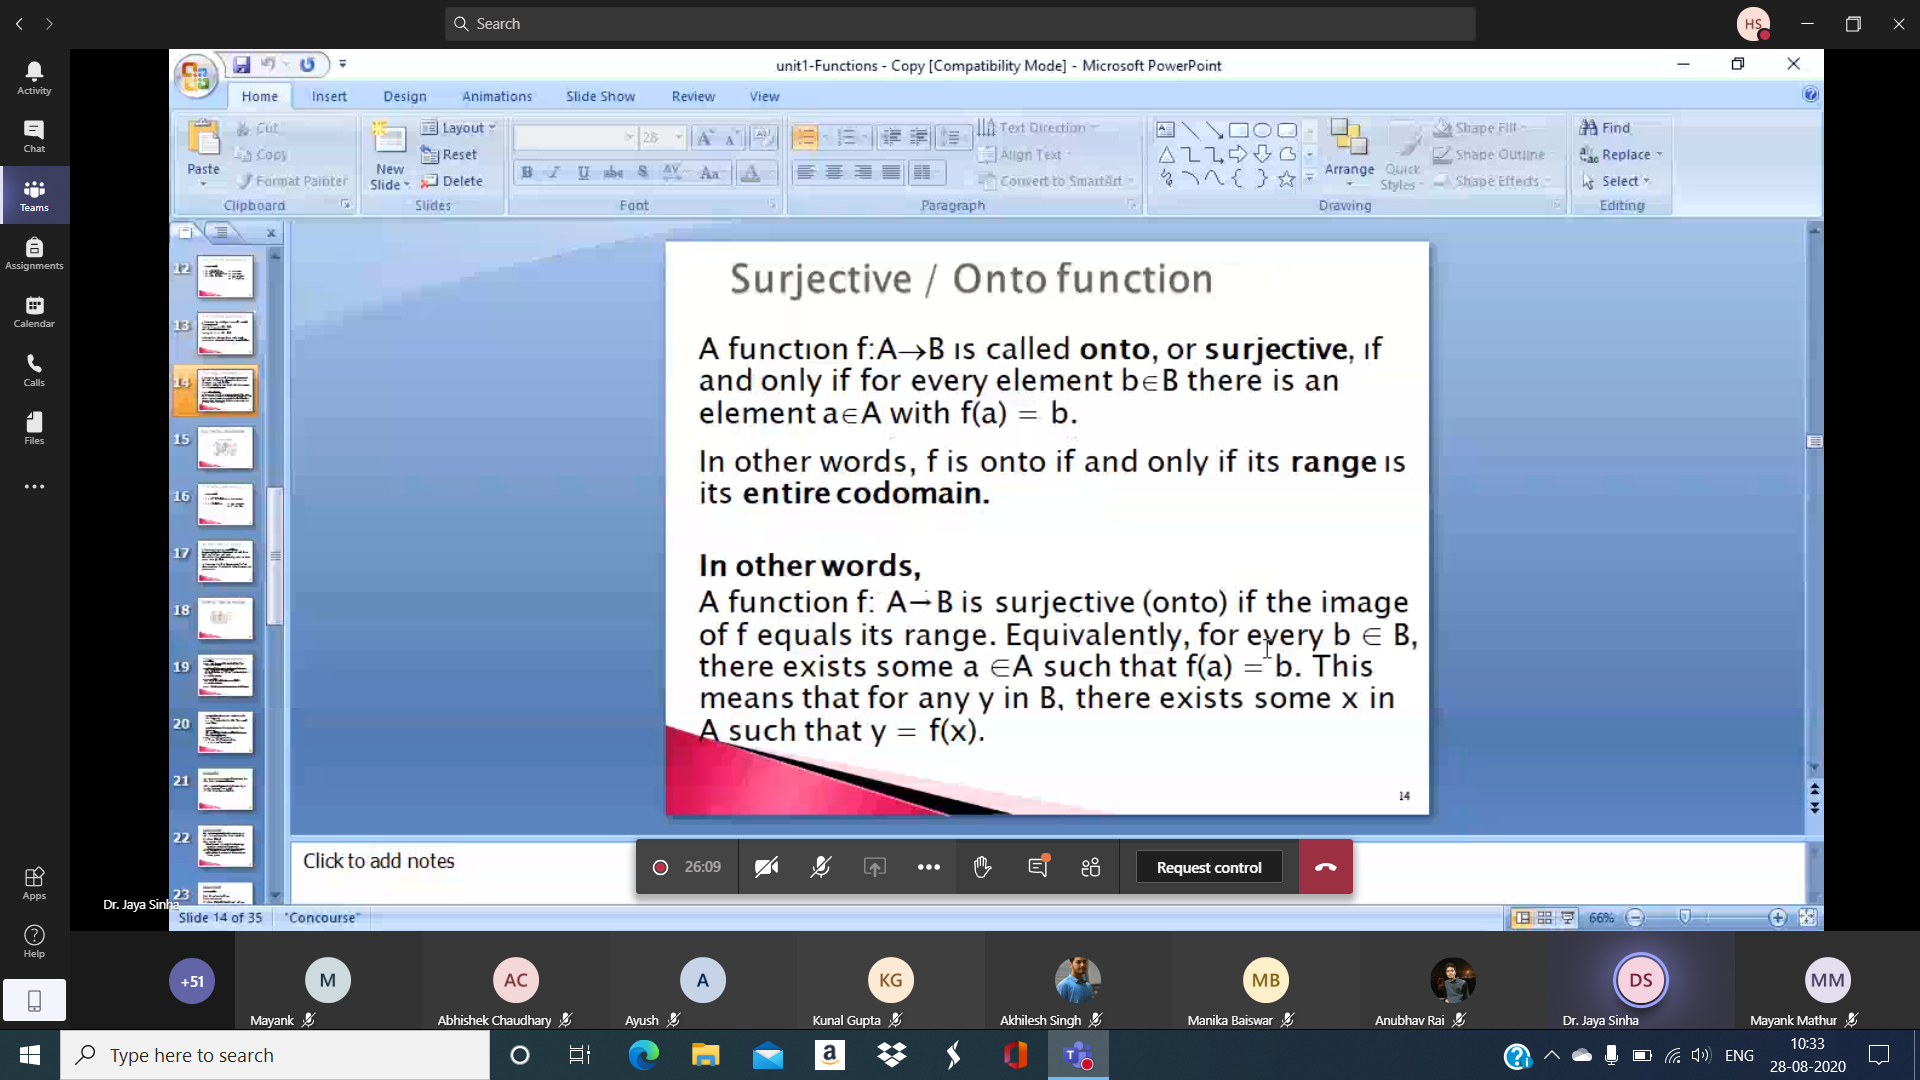 Search
HS
Activity
Chat
Teams
Assignments
Calendar
Calls
Files
Apps
Help
unit1-Functions - Copy [Compatibility Mode] - Microsoft PowerPoint
Home Insert Design Animations Slide Show Review View
Paste
Cut
Copy
Format Painter
Clipboard
New Slide
Layout
Reset
Delete
Slides
28
B I U abc S AV Aa A
Font
Text Direction
Align Text
Convert to SmartArt
Paragraph
Arrange
Quick Styles
Shape Fill
Shape Outline
Shape Effects
Drawing
Find
Replace
Select
Editing
12
13
14
15
16
17
18
19
20
21
22
23
Surjective / Onto function
A function f:A→B is called onto, or surjective, if
and only if for every element b∈B there is an
element a∈A with f(a) = b.
In other words, f is onto if and only if its range is
its entire codomain.
In other words,
A function f: A→B is surjective (onto) if the image
of f equals its range. Equivalently, for every b ∈ B,
there exists some a ∈A such that f(a) = b. This
means that for any y in B, there exists some x in
A such that y = f(x).
14
Click to add notes
26:09
Request control
Dr. Jaya Sinha
Slide 14 of 35 "Concourse" 66%
+51 M AC A KG MB DS MM
Mayank Abhishek Chaudhary Ayush Kunal Gupta Akhilesh Singh Manika Baiswar Anubhav Rai Dr. Jaya Sinha Mayank Mathur
Type here to search
ENG
10:33
28-08-2020